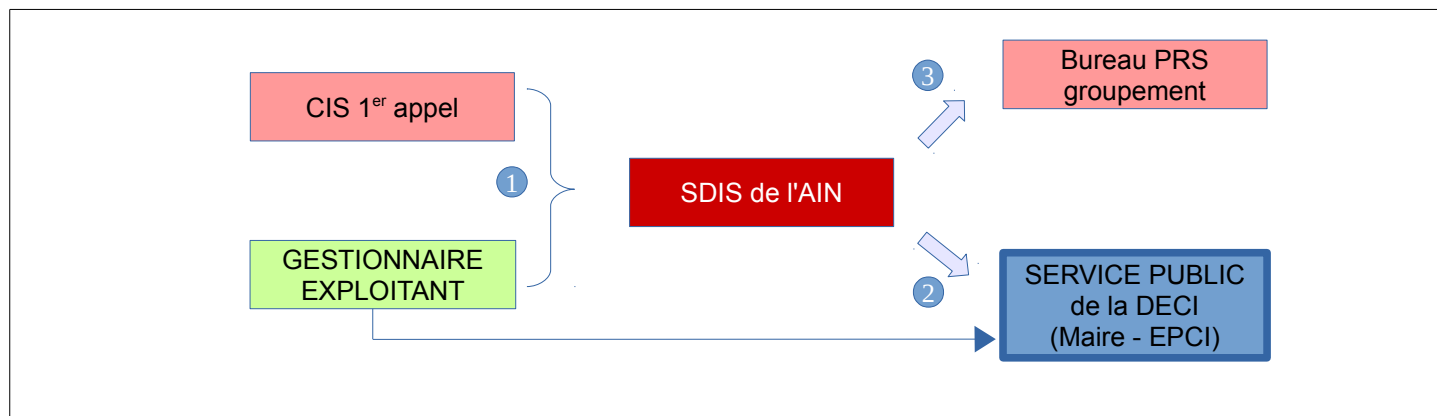 CIS 1er appel
1
GESTIONNAIRE
EXPLOITANT
SDIS de l'AIN
3
Bureau PRS
groupement
2
SERVICE PUBLIC
de la DECI
(Maire - EPCI)